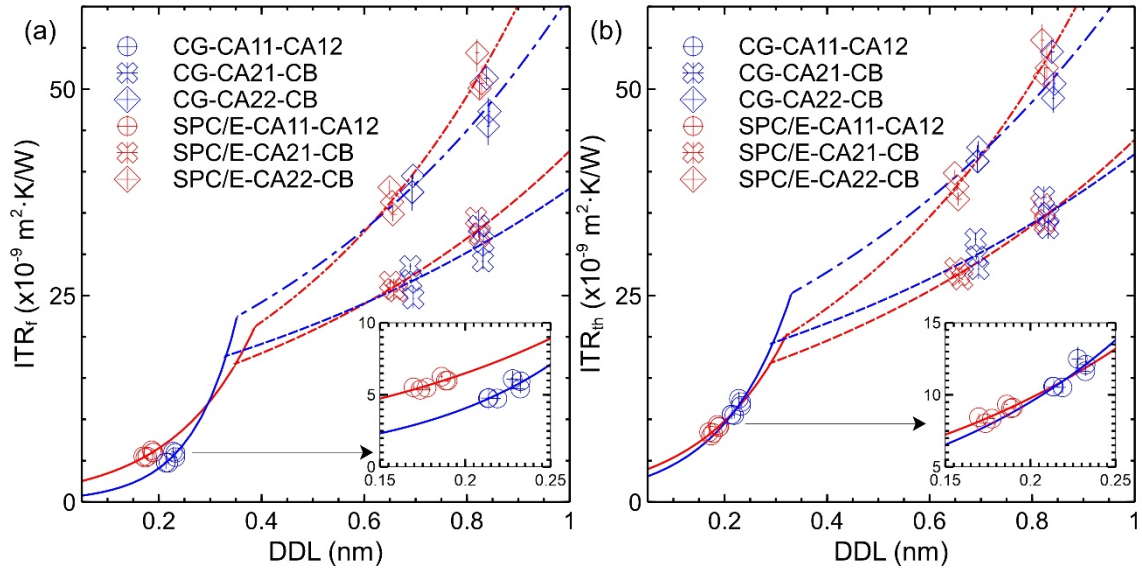 (a)
CG-CA11-CA12
CG-CA21-CB
CG-CA22-CB
SPC/E-CA11-CA12
SPC/E-CA21-CB
SPC/E-CA22-CB
50
25
0
ITRf (x10⁻⁹ m²·K/W)
10
5
0
0.15
0.2
0.25
0.2
0.4
0.6
0.8
1
DDL (nm)
(b)
CG-CA11-CA12
CG-CA21-CB
CG-CA22-CB
SPC/E-CA11-CA12
SPC/E-CA21-CB
SPC/E-CA22-CB
50
25
0
ITRth (x10⁻⁹ m²·K/W)
15
10
5
0.15
0.2
0.25
0.2
0.4
0.6
0.8
1
DDL (nm)